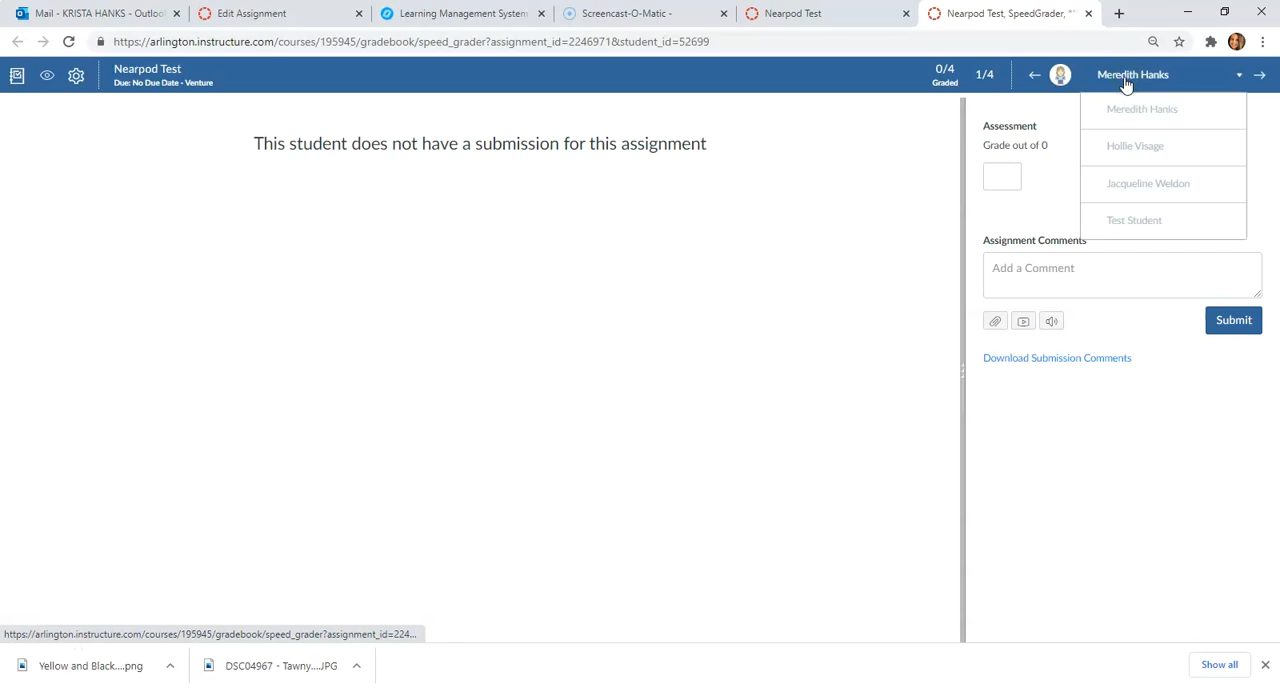 Mail - KRISTA HANKS - Outloo
Edit Assignment
Learning Management System
Screencast-O-Matic -
Nearpod Test
Nearpod Test, SpeedGrader, "
https://arlington.instructure.com/courses/195945/gradebook/speed_grader?assignment_id=2246971&student_id=52699
Nearpod Test
Due: No Due Date - Venture
0/4
Graded
1/4
Meredith Hanks
Meredith Hanks
Hollie Visage
Jacqueline Weldon
Test Student
This student does not have a submission for this assignment
Assessment
Grade out of 0
Assignment Comments
Add a Comment
Submit
Download Submission Comments
https://arlington.instructure.com/courses/195945/gradebook/speed_grader?assignment_id=224...
Yellow and Black....png
DSC04967 - Tawny....JPG
Show all